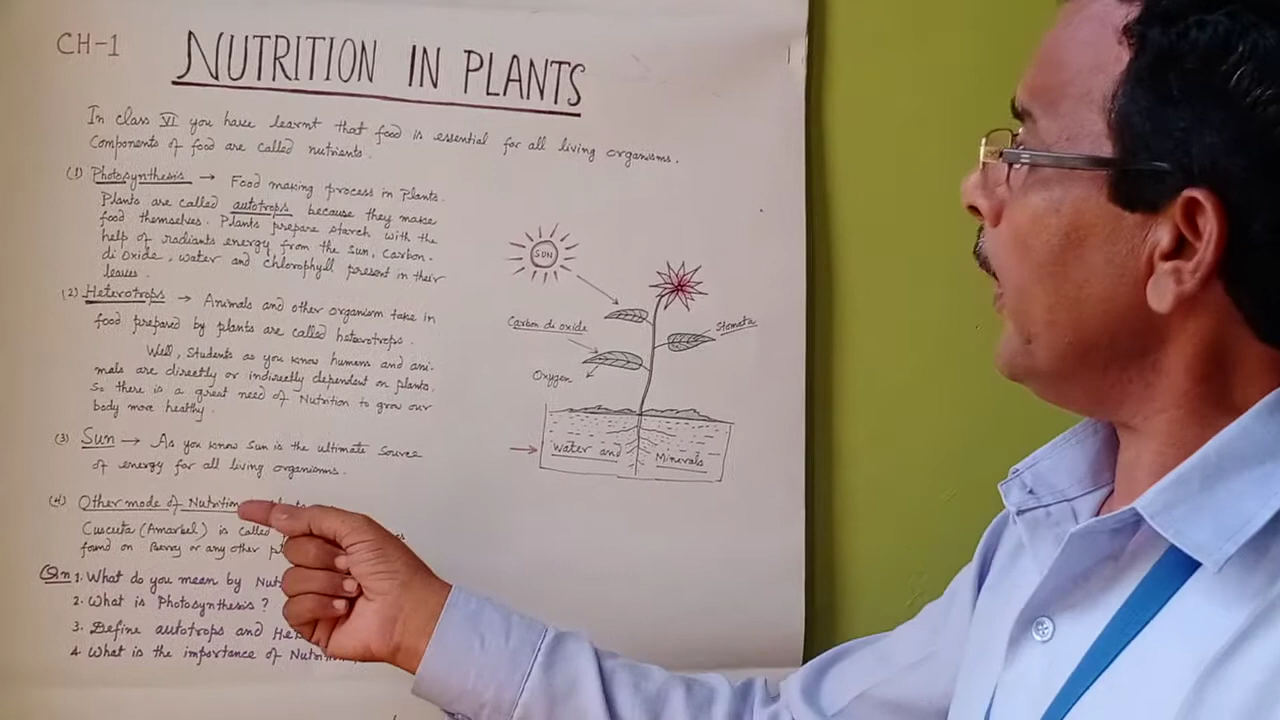 CH-1
NUTRITION IN PLANTS
In class VI you have learnt that food is essential for all living organisms.
Components of food are called nutrients.
(1) Photosynthesis → Food making process in Plants.
Plants are called autotrops because they make
food themselves. Plants prepare starch with the
help of radiants energy from the Sun, Carbon-
di oxide, water and chlorophyll present in their
leaves.
(2) Heterotrops → Animals and other organism take in
food prepared by plants are called heterotrops.
Well, Students as you know humans and ani-
mals are directly or indirectly dependent on plants.
So there is a great need of Nutrition to grow our
body more healthy.
(3) Sun → As you know Sun is the ultimate Source
of energy for all living organisms.
(4) Other mode of Nutrition
Cuscuta (Amarbel) is called
found on Berry or any other
Qn 1. What do you mean by
2. What is Photosynthesis?
3. Define autotrops and
4. What is the importance of
SUN
Carbon di oxide
Stomata
Oxygen
Water and Minerals